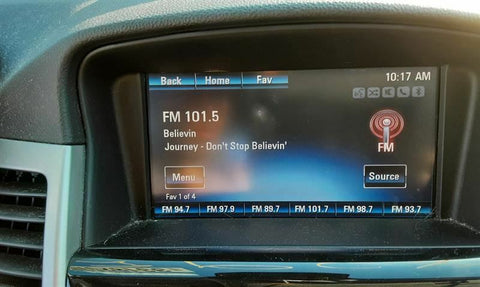 Back Home Fav
10:17 AM
FM 101.5
Believin
Journey - Don't Stop Believin'
FM
Menu Source
Fav 1 of 4
FM 94.7 FM 97.9 FM 89.7 FM 101.7 FM 98.7 FM 93.7